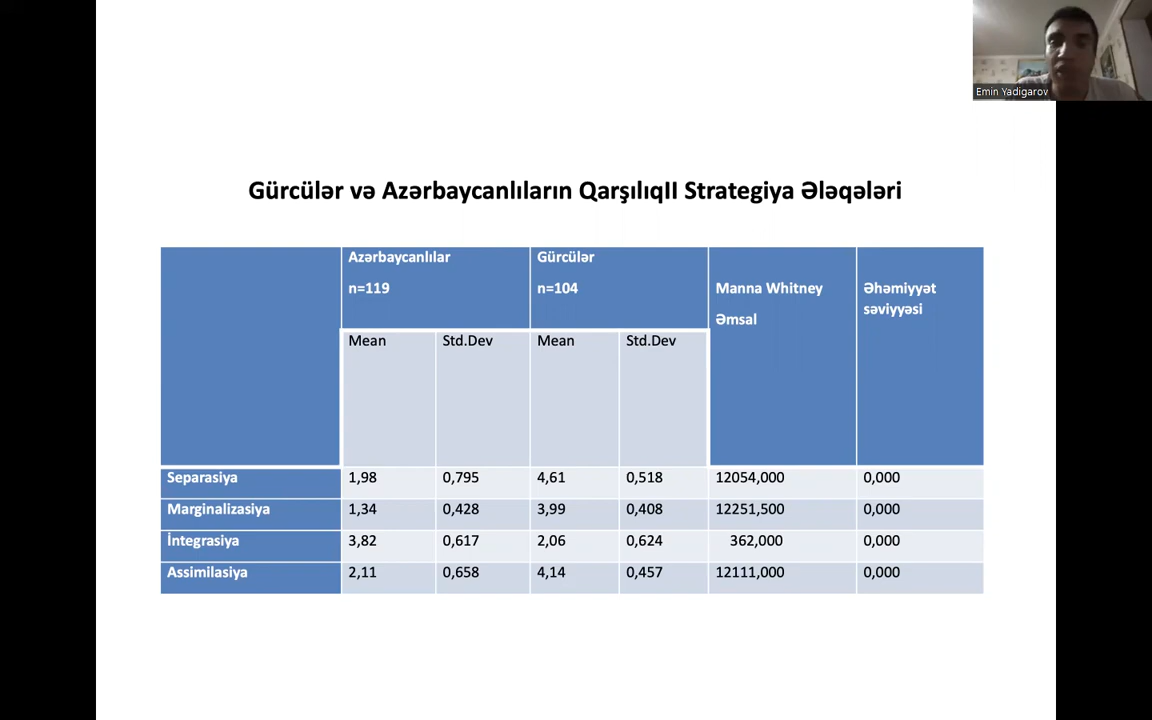 Emin Yadigarov
Gürcülər və Azərbaycanlıların QarşılıqII Strategiya Əlaqələri
Azərbaycanlılar
n=119
Gürcülər
n=104
Manna Whitney
Əmsal
Əhəmiyyət
səviyyəsi
Mean Std.Dev Mean Std.Dev
Separasiya 1,98 0,795 4,61 0,518 12054,000 0,000
Marginalizasiya 1,34 0,428 3,99 0,408 12251,500 0,000
İntegrasiya 3,82 0,617 2,06 0,624 362,000 0,000
Assimilasiya 2,11 0,658 4,14 0,457 12111,000 0,000